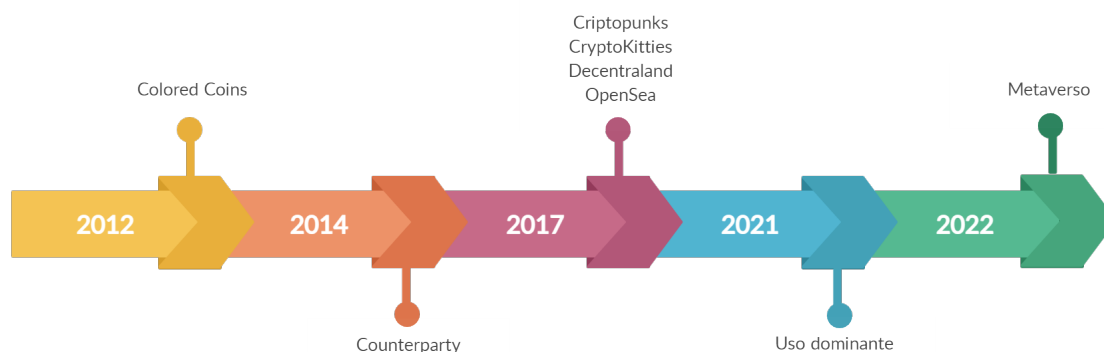 Criptopunks
CryptoKitties
Decentraland
OpenSea
Colored Coins
Metaverso
2012
2014
2017
2021
2022
Counterparty
Uso dominante